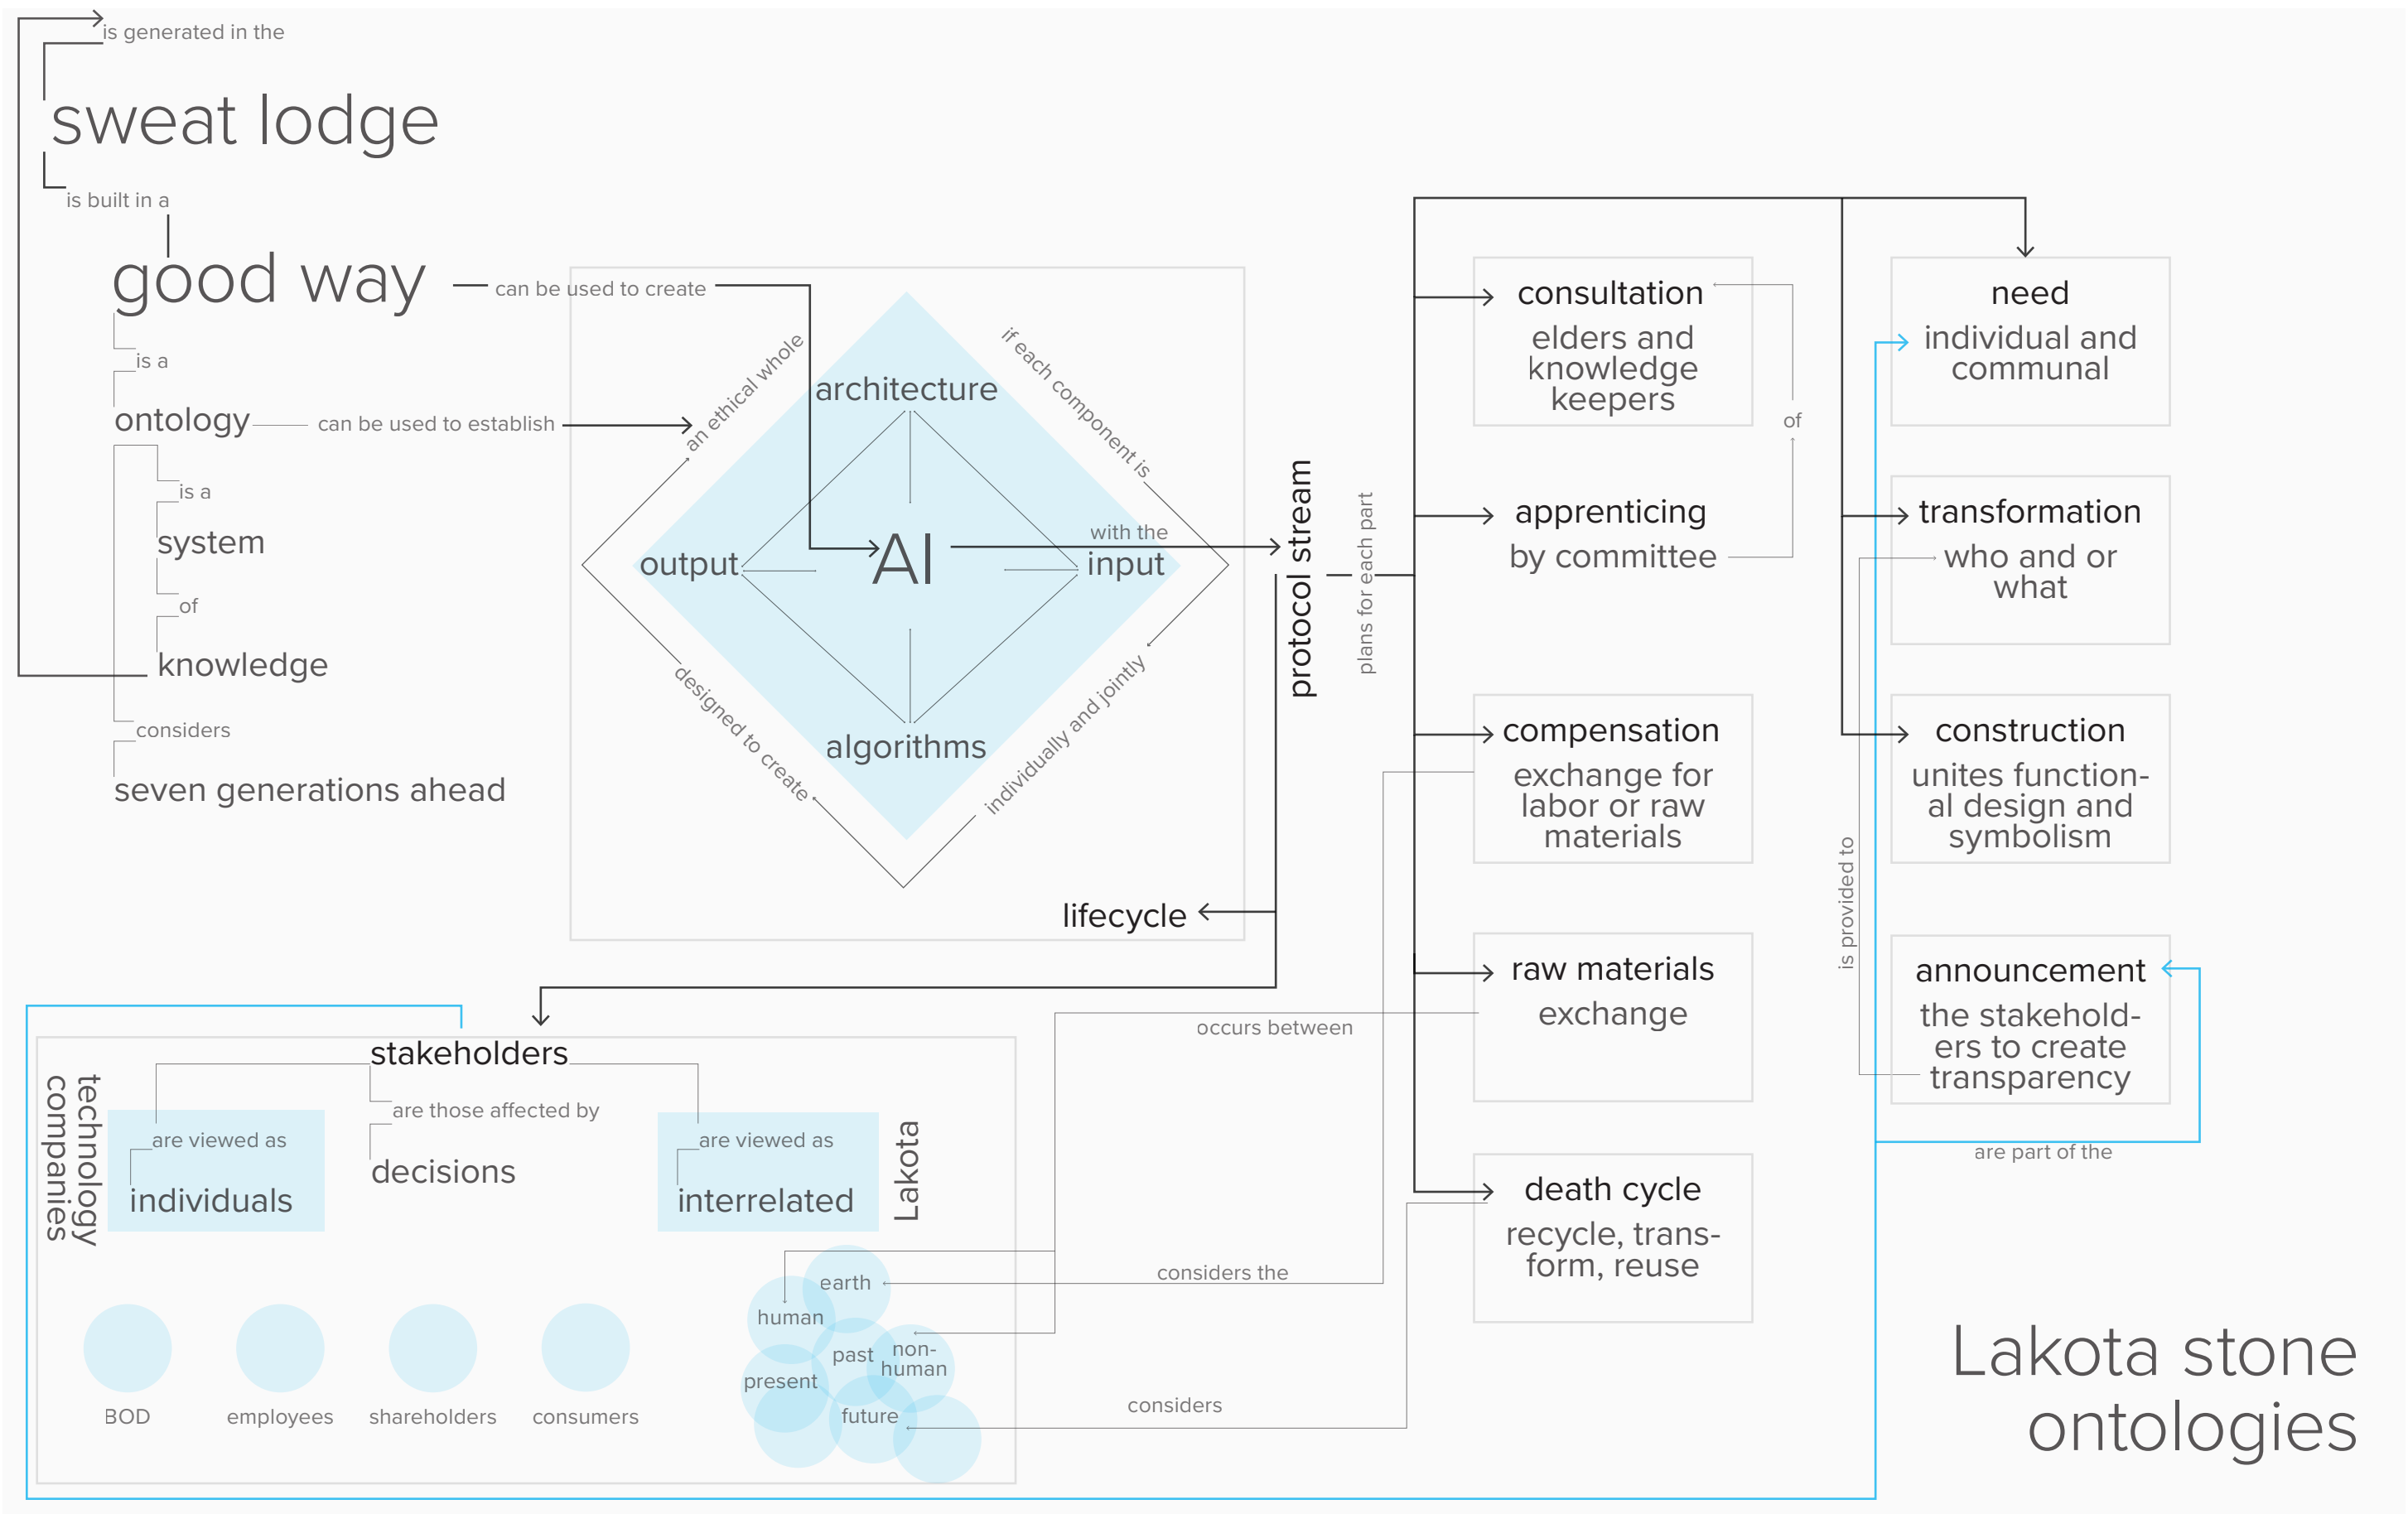 is generated in the
sweat lodge
is built in a
good way
can be used to create
is a
ontology
can be used to establish
is a
system
of
knowledge
considers
seven generations ahead
an ethical whole
if each component is
individually and jointly
designed to create
architecture
output
AI
with the
input
algorithms
lifecycle
protocol stream
plans for each part
consultation
elders and
knowledge
keepers
of
apprenticing
by committee
compensation
exchange for
labor or raw
materials
raw materials
exchange
occurs between
death cycle
recycle, trans-
form, reuse
need
individual and
communal
transformation
who and or
what
construction
unites function-
al design and
symbolism
is provided to
announcement
the stakehold-
ers to create
transparency
are part of the
stakeholders
technology
companies
are viewed as
individuals
are those affected by
decisions
are viewed as
interrelated
Lakota
BOD
employees
shareholders
consumers
earth
human
past
non-
human
present
future
considers the
considers
Lakota stone
ontologies